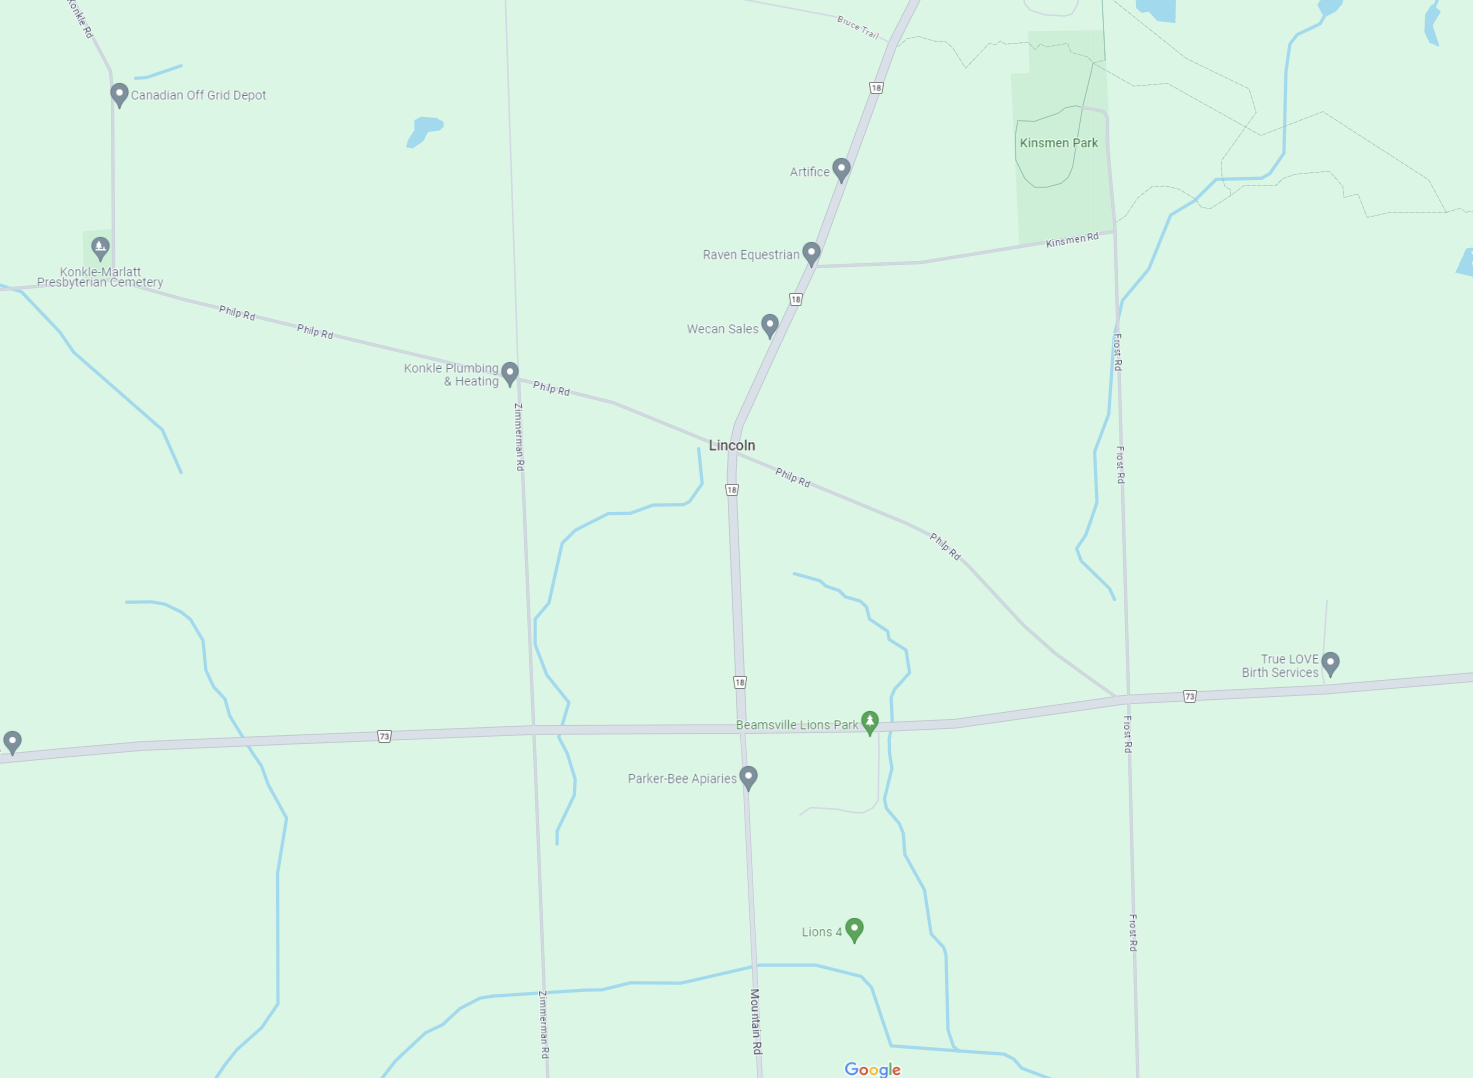 Konkle Rd
Bruce Trail
18
Canadian Off Grid Depot
Kinsmen Park
Artifice
Kinsmen Rd
Raven Equestrian
Konkle-Marlatt
Presbyterian Cemetery
18
Philp Rd
Philp Rd
Wecan Sales
Frost Rd
Konkle Plumbing
& Heating
Philp Rd
Zimmerman Rd
Lincoln
Frost Rd
Philp Rd
18
Philp Rd
True LOVE
Birth Services
18
73
Beamsville Lions Park
Frost Rd
73
Parker-Bee Apiaries
Lions 4
Frost Rd
Zimmerman Rd
Mountain Rd
Google